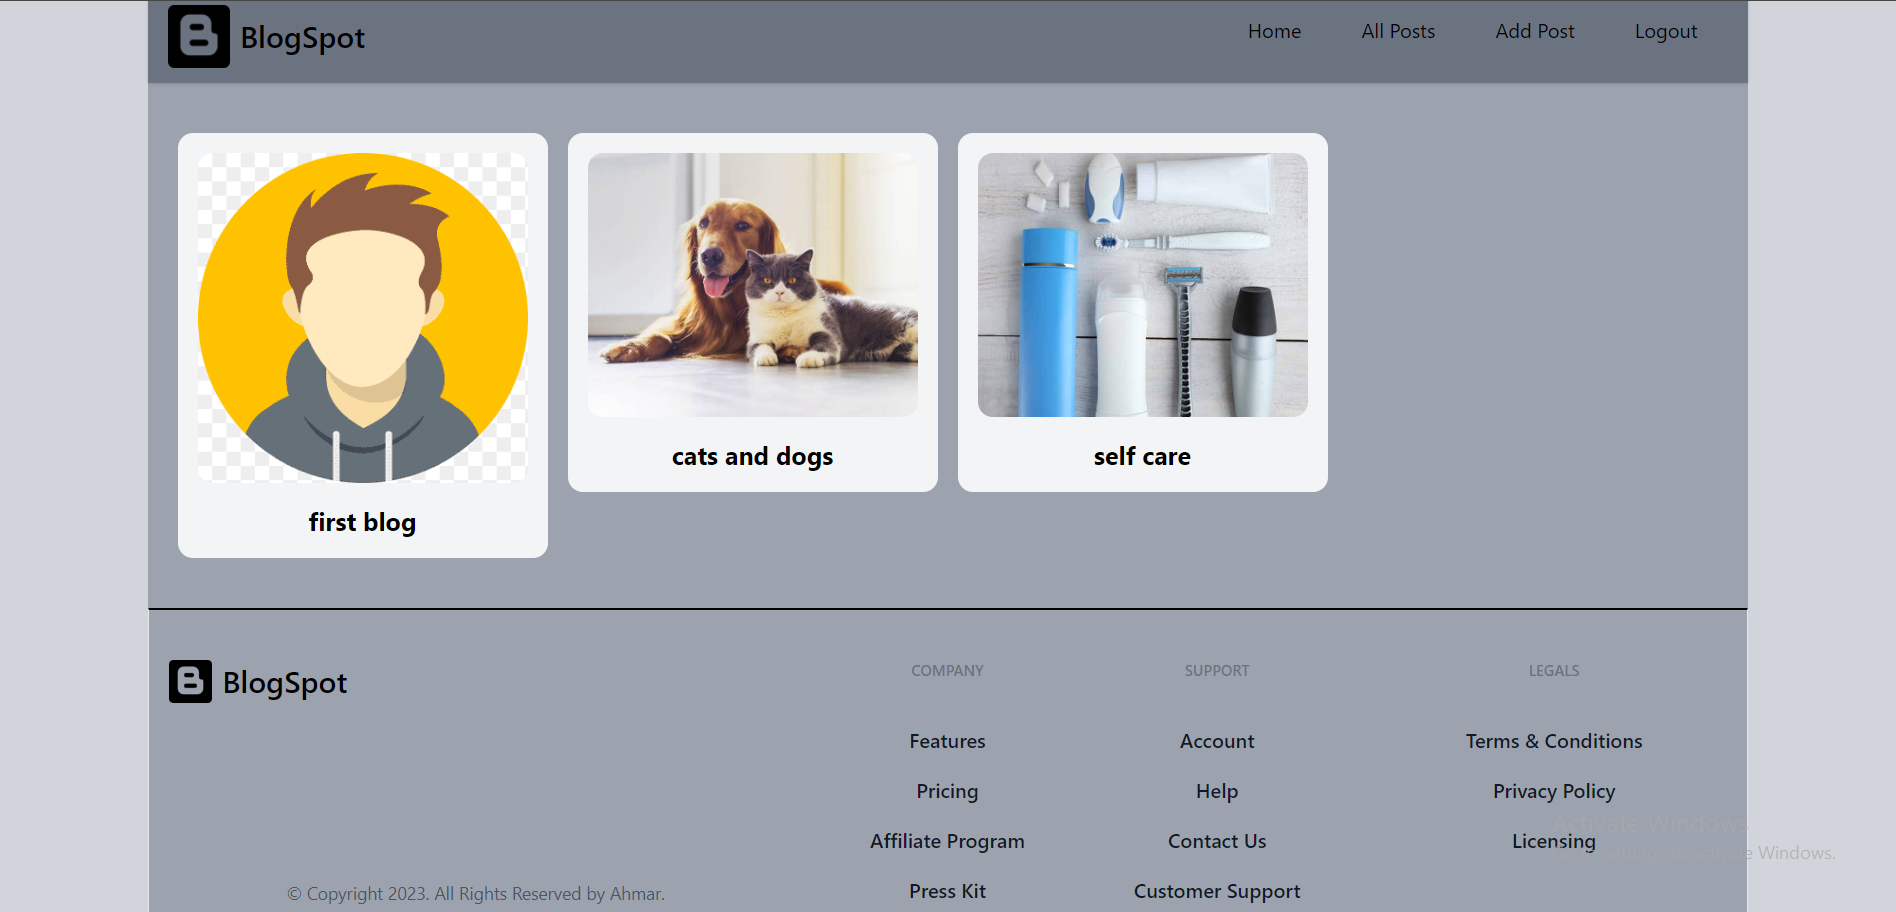 BlogSpot
Home
All Posts
Add Post
Logout
first blog
cats and dogs
self care
BlogSpot
© Copyright 2023. All Rights Reserved by Ahmar.
COMPANY
Features
Pricing
Affiliate Program
Press Kit
SUPPORT
Account
Help
Contact Us
Customer Support
LEGALS
Terms & Conditions
Privacy Policy
Licensing
Activate Windows
Settings to activate Windows.